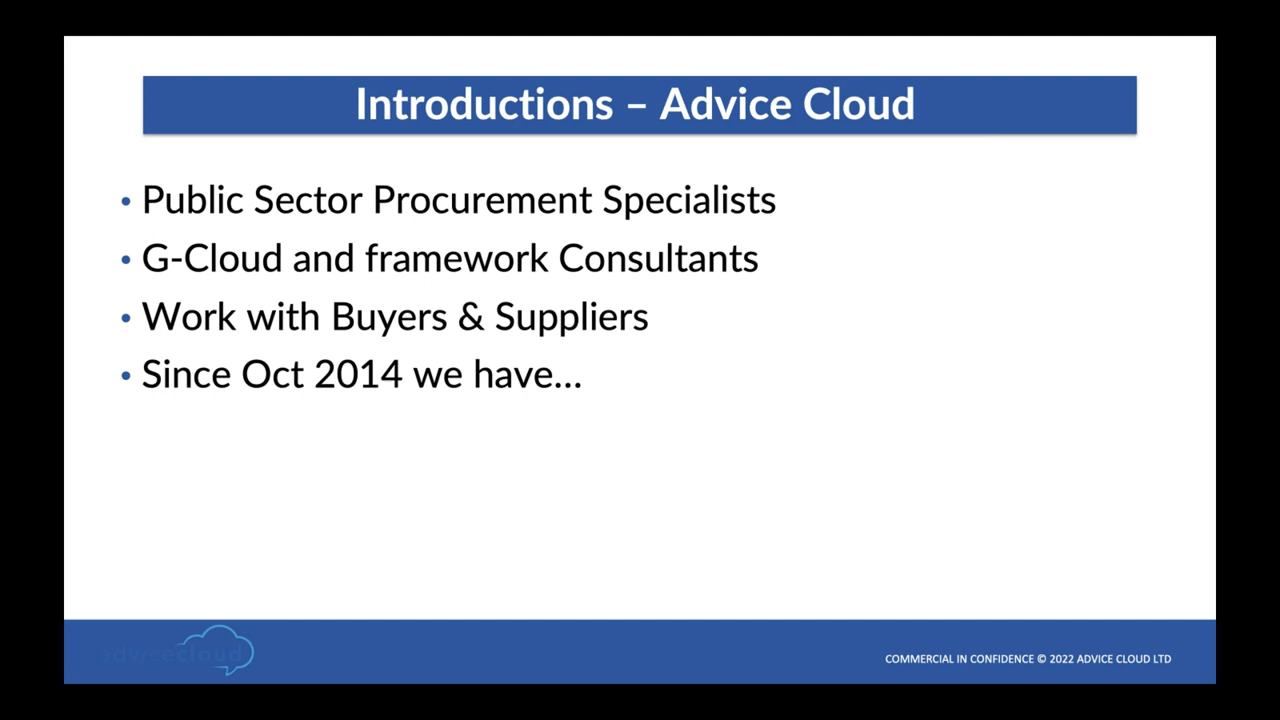 Introductions – Advice Cloud
• Public Sector Procurement Specialists
• G-Cloud and framework Consultants
• Work with Buyers & Suppliers
• Since Oct 2014 we have...
advicecloud
COMMERCIAL IN CONFIDENCE © 2022 ADVICE CLOUD LTD